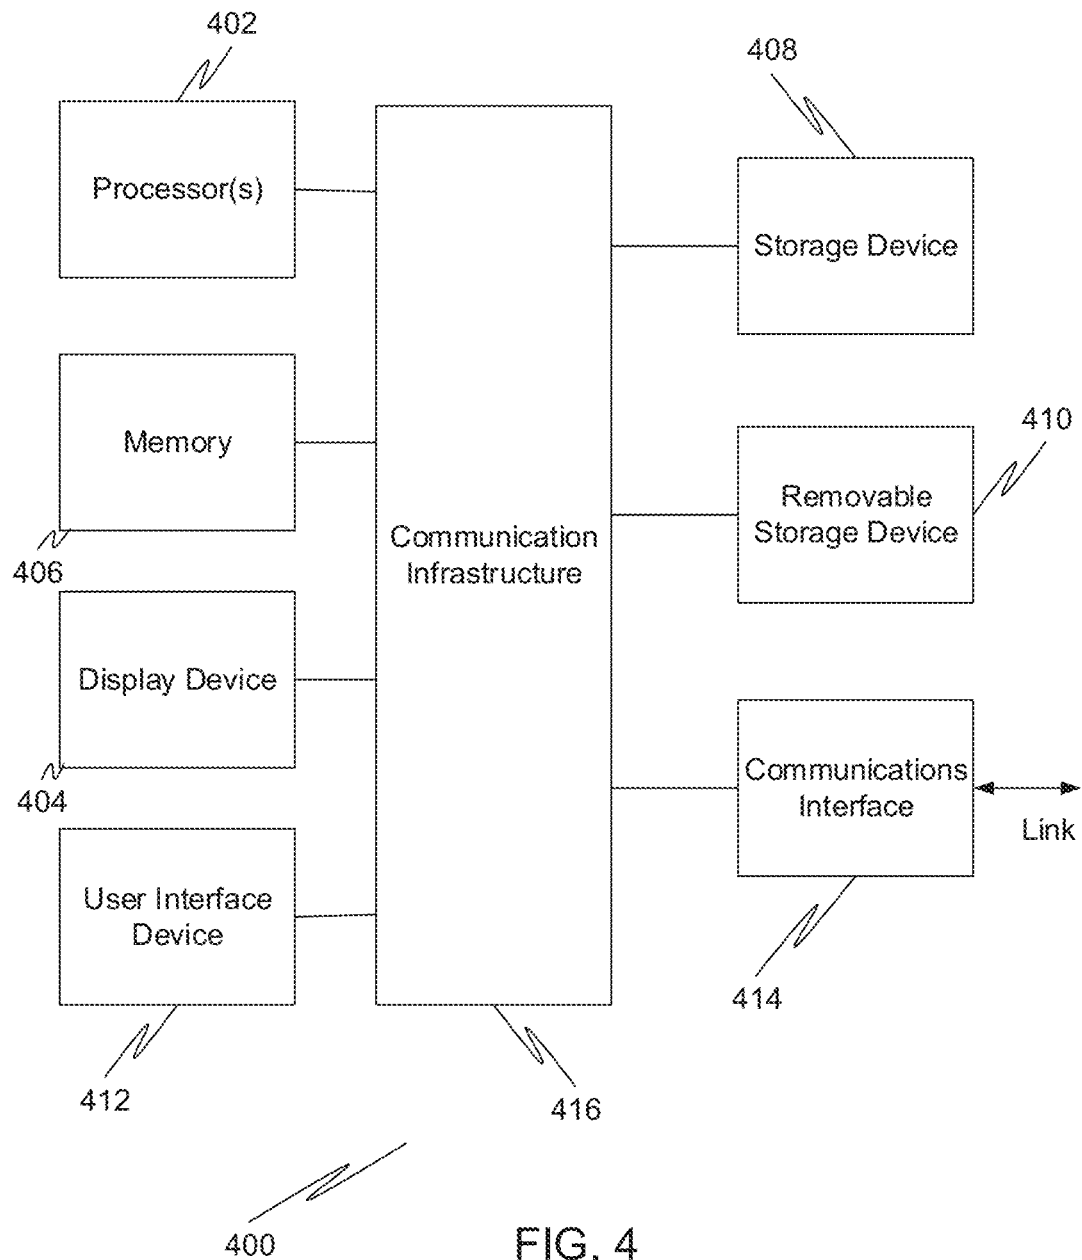 402
408
Processor(s)
Storage Device
410
Memory
Removable
Storage Device
Communication
Infrastructure
406
Display Device
Communications
Interface
404
Link
User Interface
Device
414
412
416
400
FIG. 4